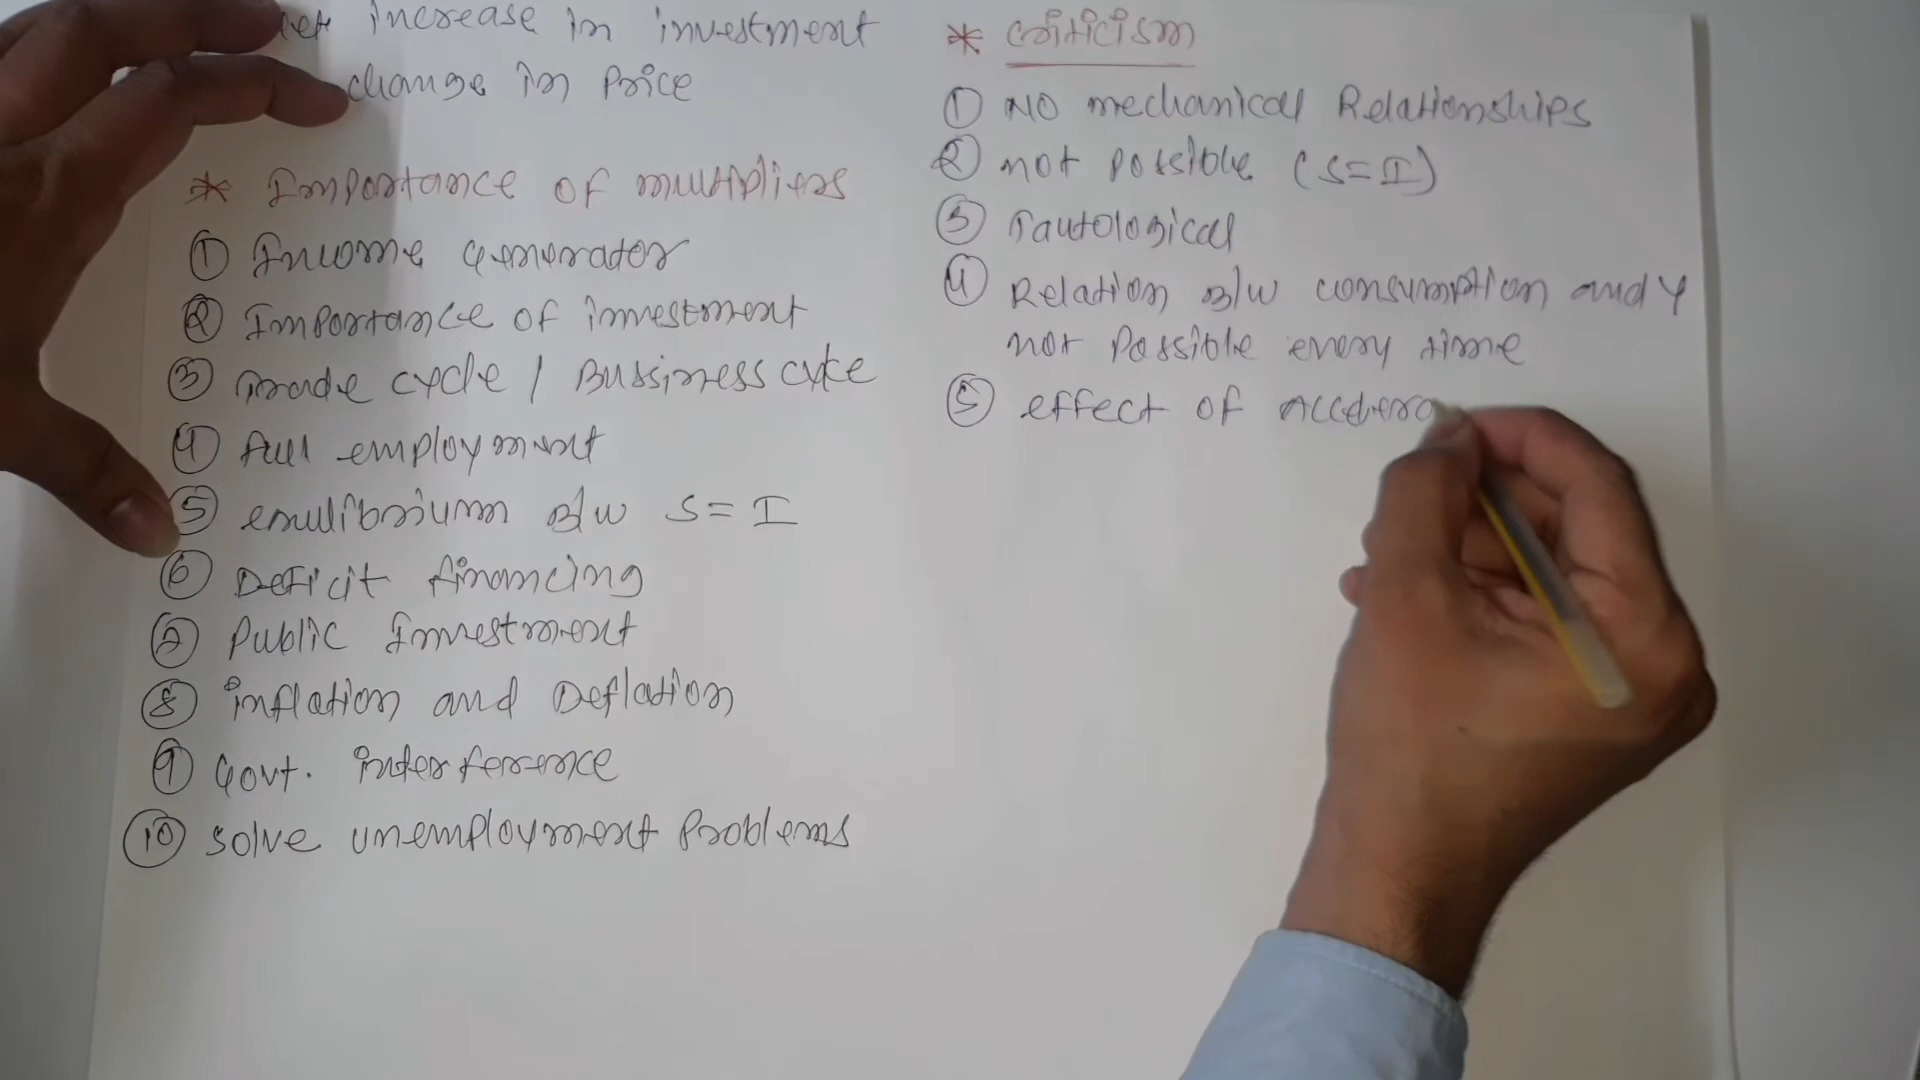 increase in investment
change in Price
* Importance of multipliers
① Income generator
② Importance of investment
③ Trade cycle / Bussiness cycle
④ full employment
⑤ equilibrium b/w S = I
⑥ Deficit financing
⑦ Public Investment
⑧ inflation and Deflation
⑨ Govt. interference
⑩ solve unemployment Problems
* criticism
① NO mechanical Relationships
② not possible (S = I)
③ Tautological
④ Relation b/w consumption and Y
not Possible every time
⑤ effect of Accelera